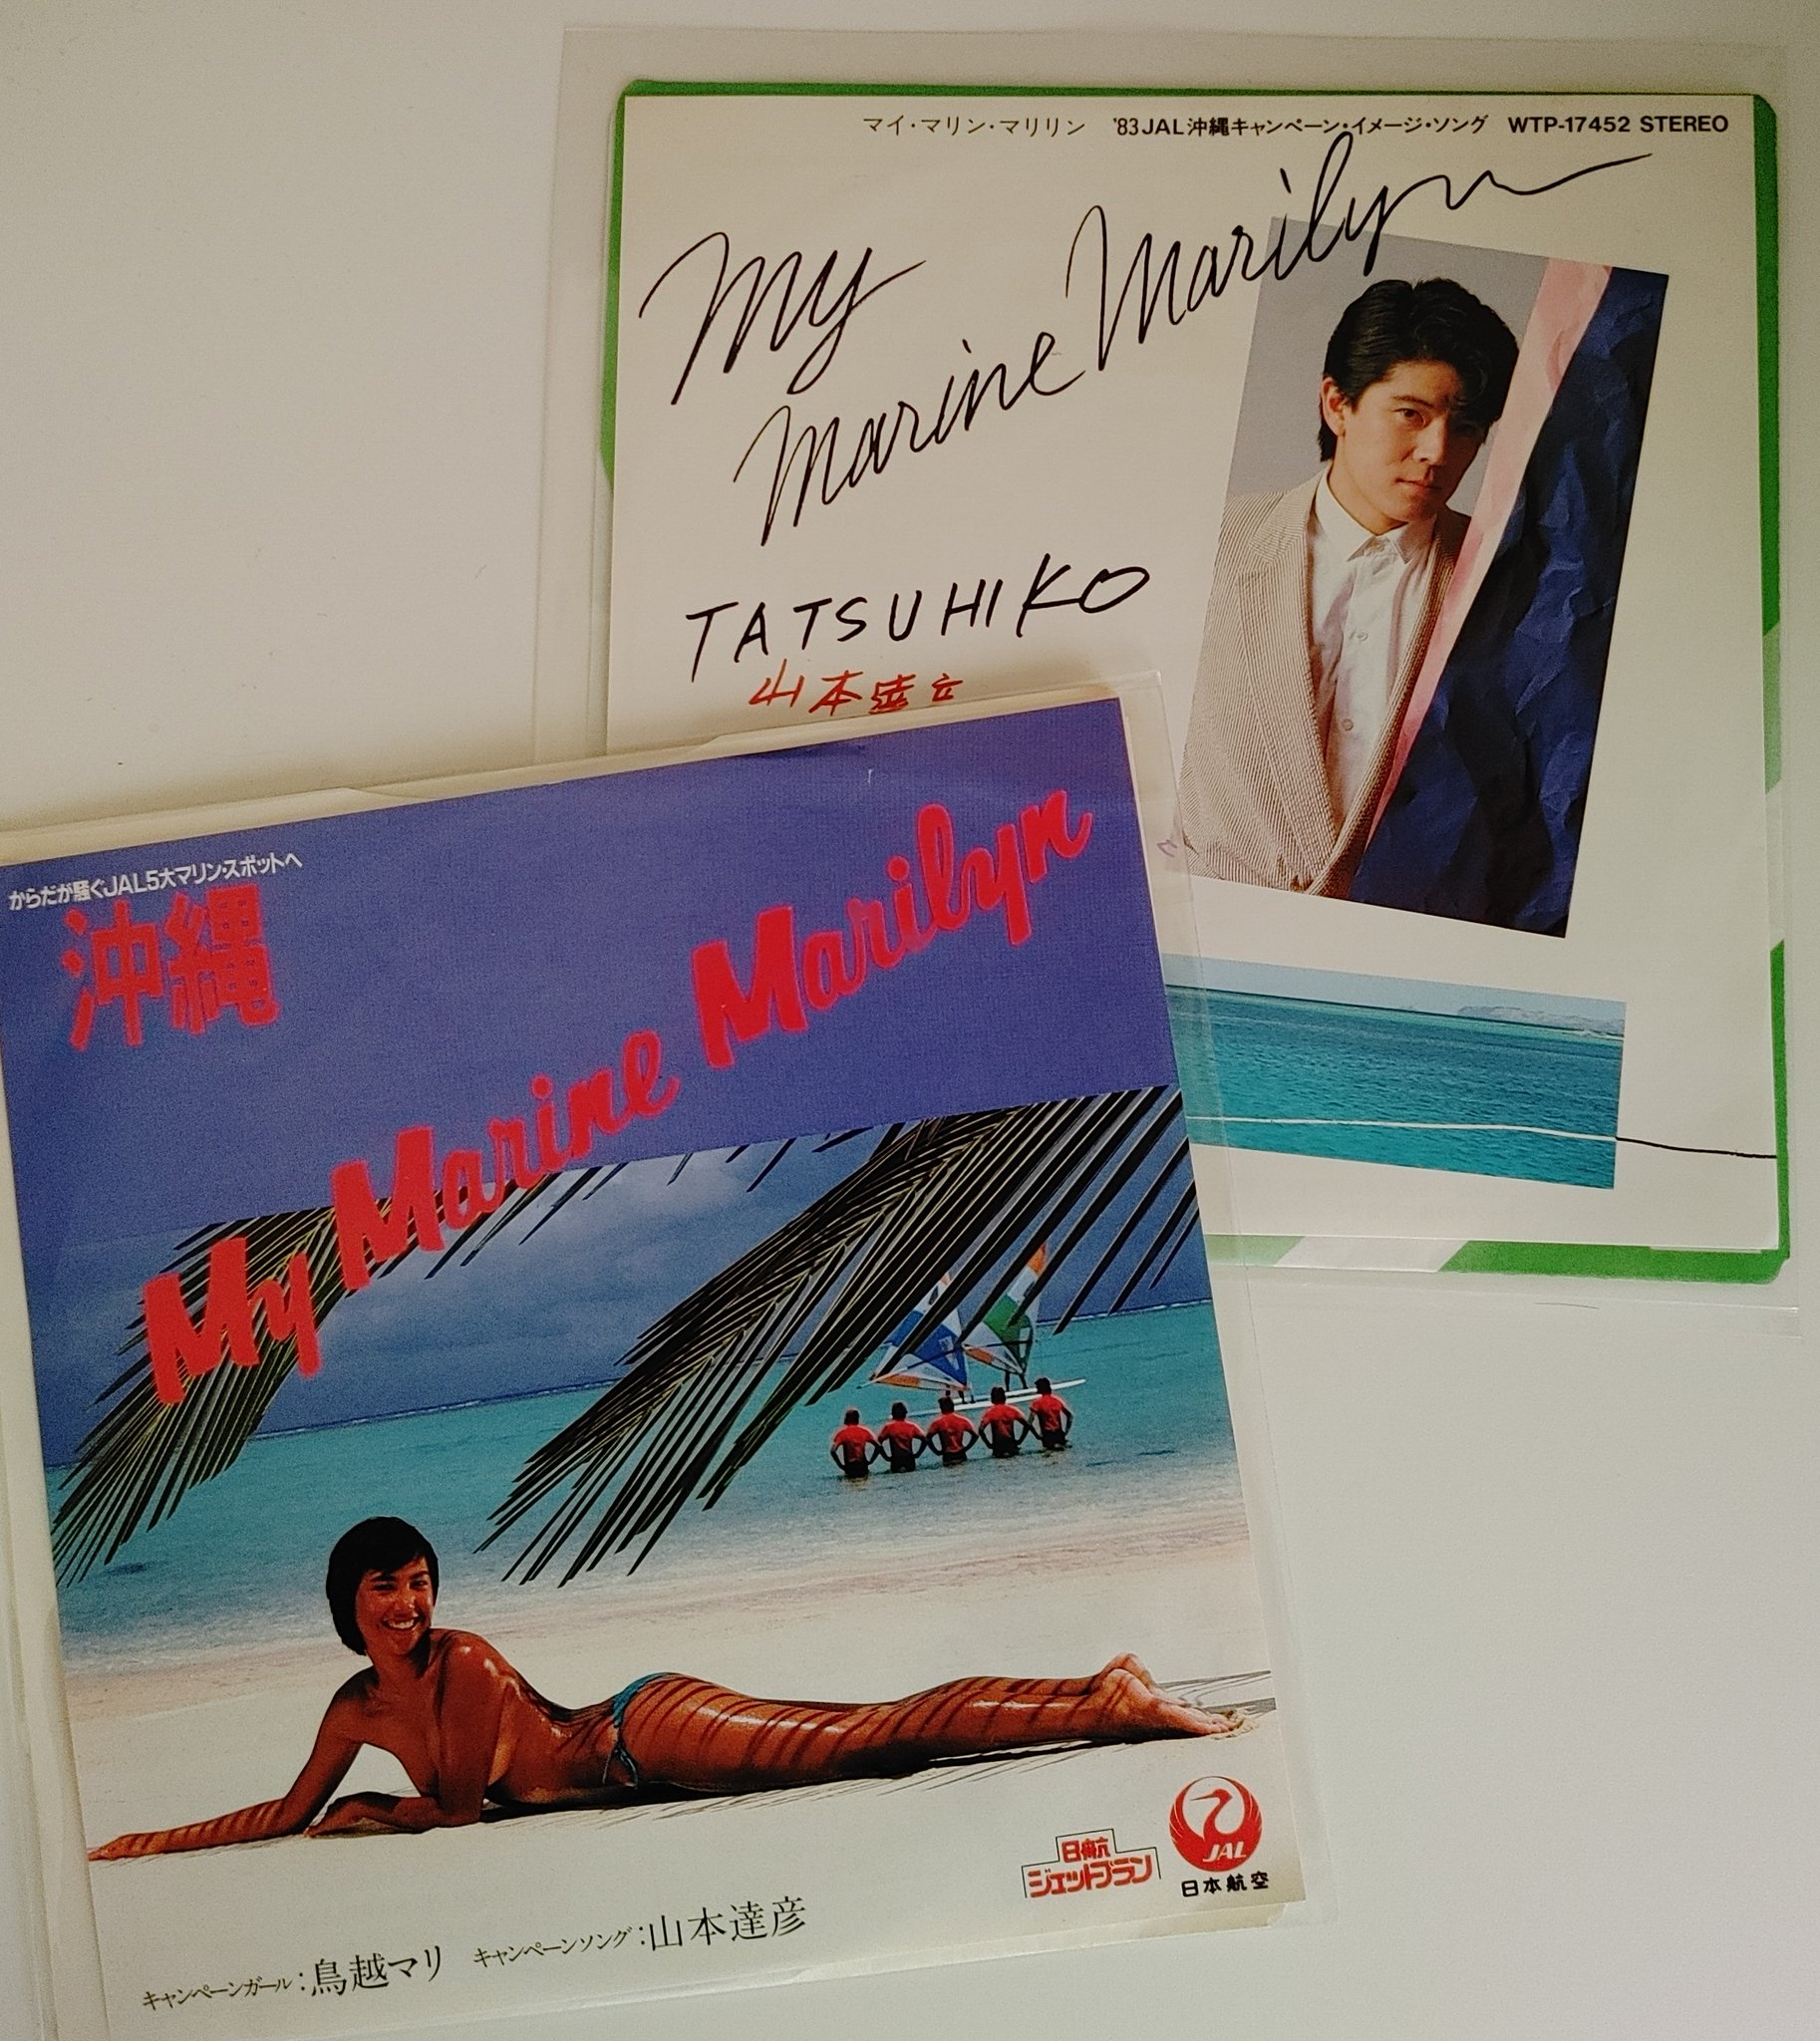 マイ・マリン・マリリン '83 JAL沖縄キャンペーン・イメージ・ソング WTP-17452 STEREO
My
Marine Marilyn
TATSUHIKO
山本達彦
からだが騒ぐJAL5大マリン・スポットへ
沖縄
My Marine Marilyn
日航
ジェットプラン
JAL
日本航空
キャンペーンガール:鳥越マリ キャンペーンソング:山本達彦